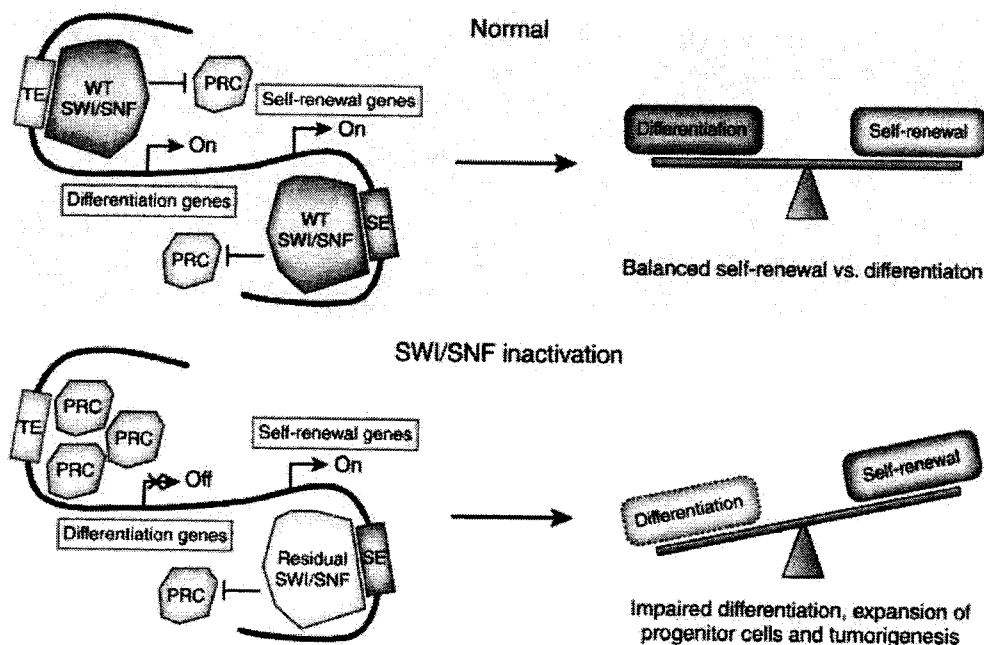 Normal
TE
WT
SWI/SNF
PRC
Self-renewal genes
On
On
Differentiation genes
WT
SWI/SNF
SE
PRC
Differentiation
Self-renewal
Balanced self-renewal vs. differentiaton
SWI/SNF inactivation
TE
PRC
PRC
PRC
Self-renewal genes
Off
On
Differentiation genes
Residual
SWI/SNF
SE
PRC
Differentiation
Self-renewal
Impaired differentiation, expansion of
progenitor cells and tumorigenesis